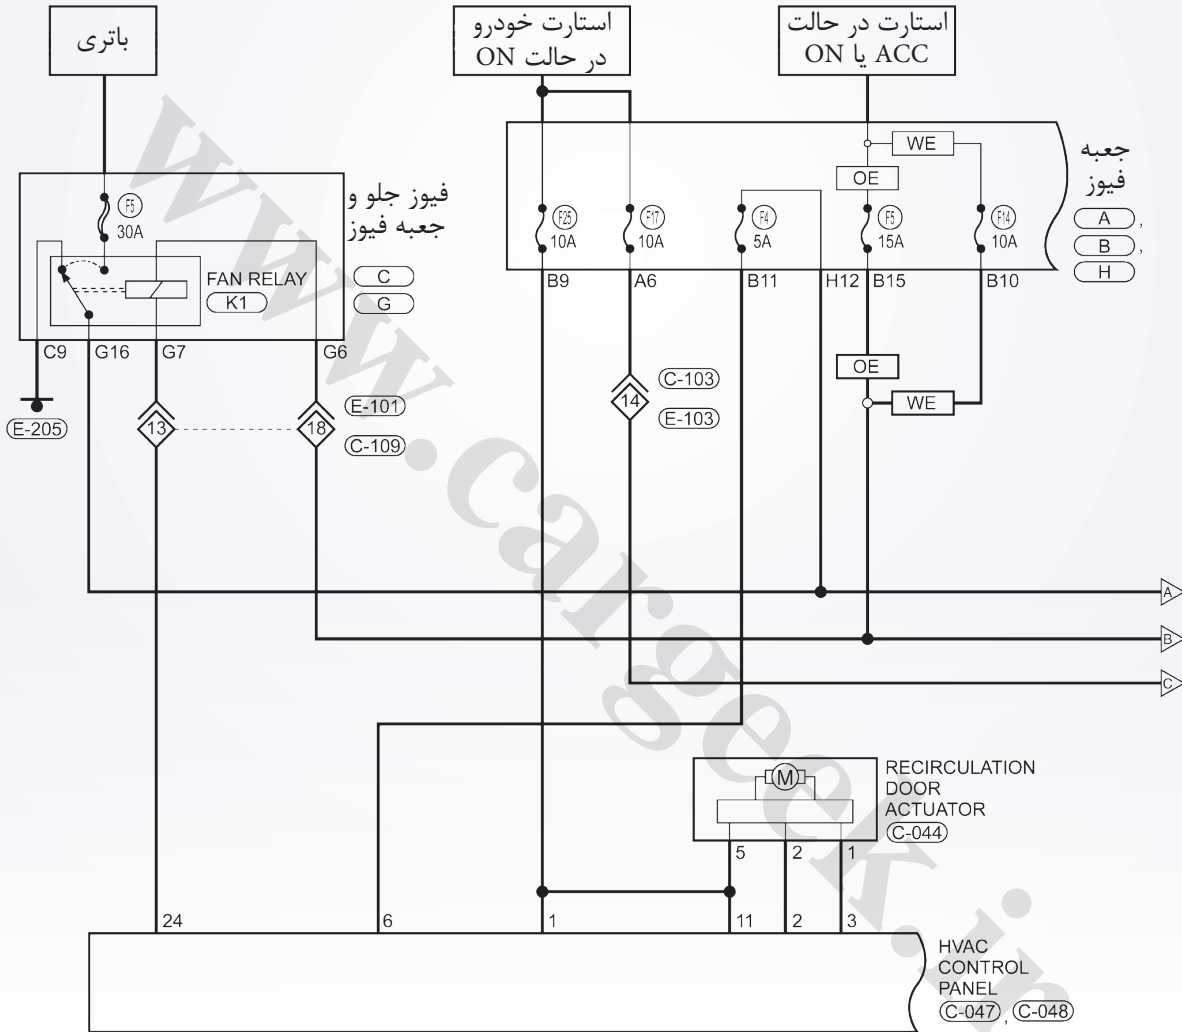 باتری
استارت خودرو
در حالت ON
استارت در حالت
ACC یا ON
WE
OE
جعبه
فیوز
A ,
B ,
H
F5
30A
F25
10A
F17
10A
F4
5A
F5
15A
F14
10A
فیوز جلو و
جعبه فیوز
C
G
FAN RELAY
K1
B9
A6
B11
H12
B15
B10
C9
G16
G7
G6
E-205
13
18
E-101
C-109
14
C-103
E-103
OE
WE
A
B
C
M
RECIRCULATION
DOOR
ACTUATOR
C-044
5
2
1
24
6
1
11
2
3
HVAC
CONTROL
PANEL
C-047 , C-048
www.cargeek.ir